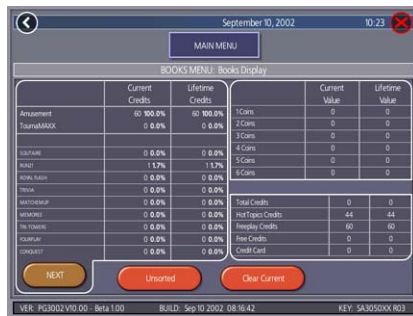 September 10, 2002 10:23
MAIN MENU
BOOKS MENU: Books Display
Current Credits Lifetime Credits
Amusement 60 100.0% 60 100.0%
TournaMAXX 0 0.0% 0 0.0%
SOLITAIRE 0 0.0% 0 0.0%
RUN21 1 1.7% 1 1.7%
ROYAL FLASH 0 0.0% 0 0.0%
TRIVIA 0 0.0% 0 0.0%
MATCHEMUP 0 0.0% 0 0.0%
MEMORIES 0 0.0% 0 0.0%
TRI-TOWERS 0 0.0% 0 0.0%
FOURPLAY 0 0.0% 0 0.0%
CONQUEST 0 0.0% 0 0.0%
Current Value Lifetime Value
1 Coins 0 0
2 Coins 0 0
3 Coins 0 0
4 Coins 0 0
5 Coins 0 0
6 Coins 0 0
Total Credits 0 0
HotTopics Credits 44 44
Freeplay Credits 60 60
Free Credits 0 0
Credit Card 0 0
NEXT
Unsorted
Clear Current
VER: PG3002 V10.00 - Beta 1.00 BUILD: Sep 10 2002 08:16:42 KEY: SA3050XX R03